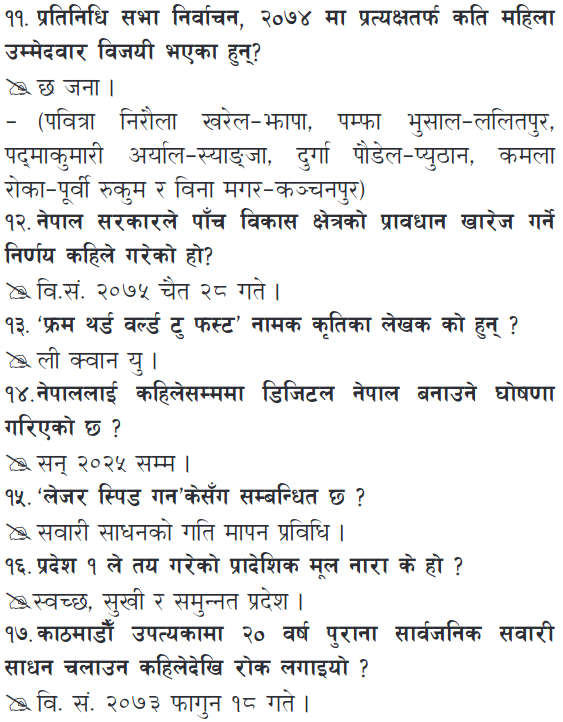 ११. प्रतिनिधि सभा निर्वाचन, २०७४ मा प्रत्यक्षतर्फ कति महिला
उम्मेदवार विजयी भएका हुन्?
छ जना ।
– (पवित्रा निरौला खरेल–झापा, पम्फा भुसाल–ललितपुर,
पद्माकुमारी अर्याल–स्याङ्जा, दुर्गा पौडेल–प्युठान, कमला
रोका–पूर्वी रुकुम र विना मगर–कञ्चनपुर)
१२. नेपाल सरकारले पाँच विकास क्षेत्रको प्रावधान खारेज गर्ने
निर्णय कहिले गरेको हो?
वि.सं. २०७५ चैत २८ गते ।
१३. ‘फ्रम थर्ड वर्ल्ड टु फस्ट’ नामक कृतिका लेखक को हुन् ?
ली क्वान यु ।
१४.नेपाललाई कहिलेसम्ममा डिजिटल नेपाल बनाउने घोषणा
गरिएको छ ?
सन् २०२५ सम्म ।
१५. ‘लेजर स्पिड गन’केसँग सम्बन्धित छ ?
सवारी साधनको गति मापन प्रविधि ।
१६. प्रदेश १ ले तय गरेको प्रादेशिक मूल नारा के हो ?
स्वच्छ, सुखी र समुन्नत प्रदेश ।
१७. काठमाडौँ उपत्यकामा २० वर्ष पुराना सार्वजनिक सवारी
साधन चलाउन कहिलेदेखि रोक लगाइयो ?
वि. सं. २०७३ फागुन १८ गते ।